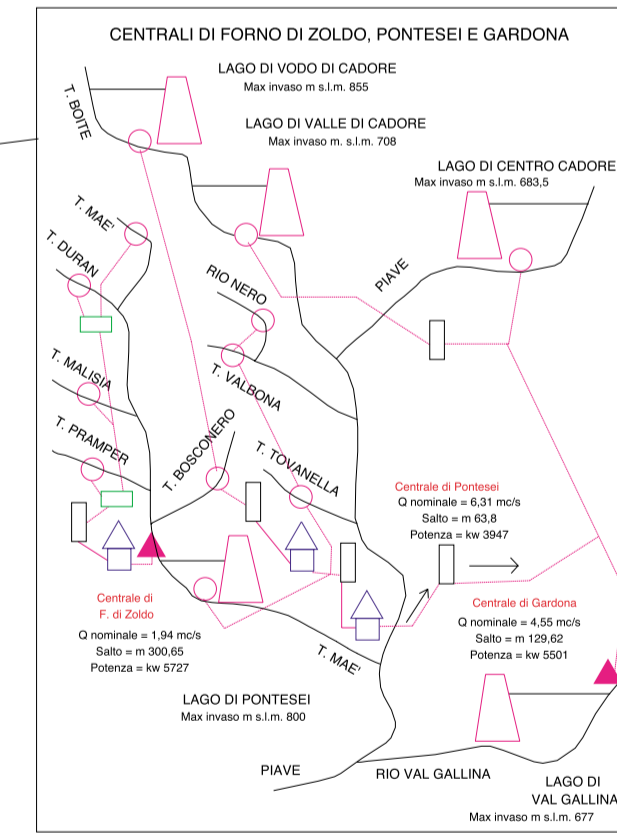 CENTRALI DI FORNO DI ZOLDO, PONTESEI E GARDONA
LAGO DI VODO DI CADORE
Max invaso m s.l.m. 855
T. BOITE
LAGO DI VALLE DI CADORE
Max invaso m. s.l.m. 708
LAGO DI CENTRO CADORE
Max invaso m s.l.m. 683,5
T. MAE'
T. DURAN
RIO NERO
PIAVE
T. MALISIA
T. VALBONA
T. PRAMPER
T. BOSCONERO
T. TOVANELLA
Centrale di Pontesei
Q nominale = 6,31 mc/s
Salto = m 63,8
Potenza = kw 3947
Centrale di
F. di Zoldo
Q nominale = 1,94 mc/s
Salto = m 300,65
Potenza = kw 5727
Centrale di Gardona
Q nominale = 4,55 mc/s
Salto = m 129,62
Potenza = kw 5501
T. MAE'
LAGO DI PONTESEI
Max invaso m s.l.m. 800
PIAVE
RIO VAL GALLINA
LAGO DI
VAL GALLINA
Max invaso m s.l.m. 677